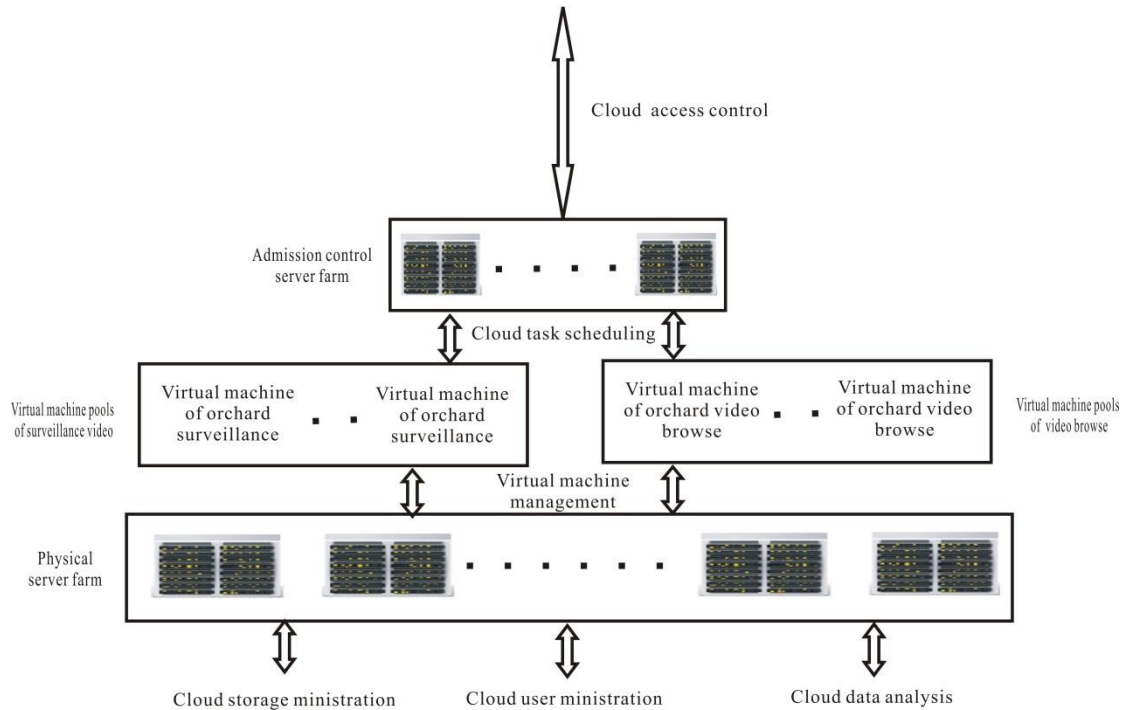 Cloud access control
Admission control
server farm
Cloud task scheduling
Virtual machine pools
of surveillance video
Virtual machine
of orchard
surveillance
Virtual machine
of orchard
surveillance
Virtual machine
of orchard video
browse
Virtual machine
of orchard video
browse
Virtual machine pools
of video browse
Virtual machine
management
Physical
server farm
Cloud storage ministration
Cloud user ministration
Cloud data analysis